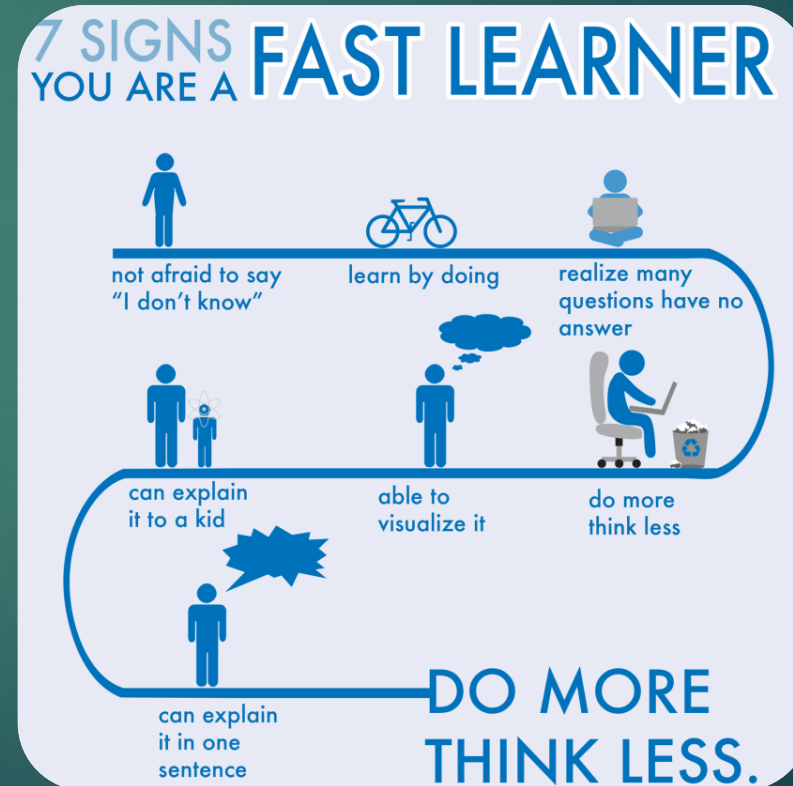 7 SIGNS
YOU ARE A FAST LEARNER
not afraid to say
“I don’t know”
learn by doing
realize many
questions have no
answer
do more
think less
able to
visualize it
can explain
it to a kid
can explain
it in one
sentence
DO MORE
THINK LESS.